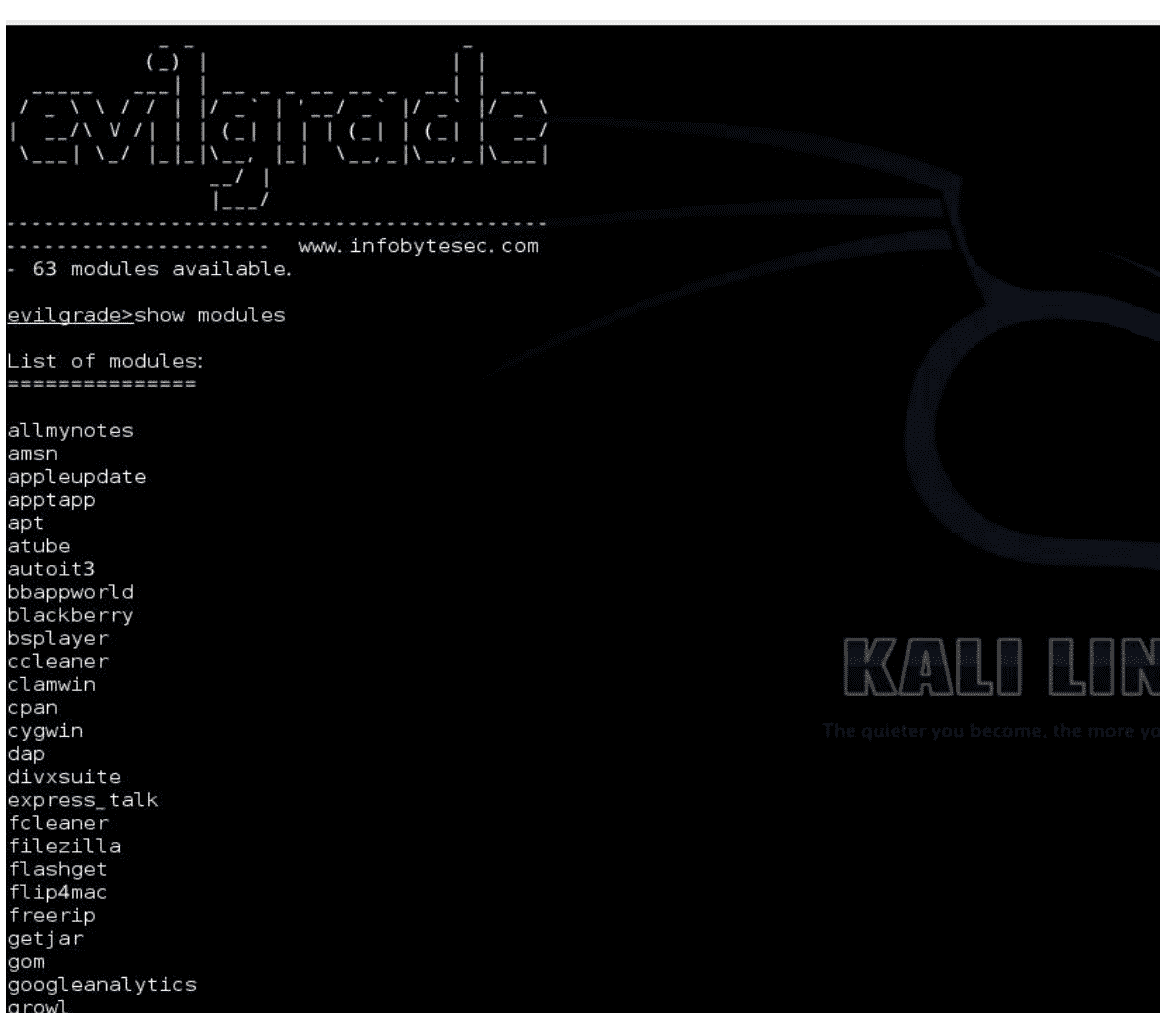 evilgrade
------------------------------------------
--------------------- www.infobytesec.com
- 63 modules available.
evilgrade>show modules
List of modules:
===============
allmynotes
amsn
appleupdate
apptapp
apt
atube
autoit3
bbappworld
blackberry
bsplayer
ccleaner
clamwin
cpan
cygwin
dap
divxsuite
express_talk
fcleaner
filezilla
flashget
flip4mac
freerip
getjar
gom
googleanalytics
growl
KALI LIN
The quieter you become, the more yo